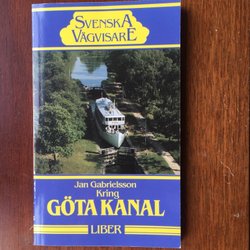 SVENSKA
VÄGVISARE
Jan Gabrielsson
Kring
GÖTA KANAL
LIBER